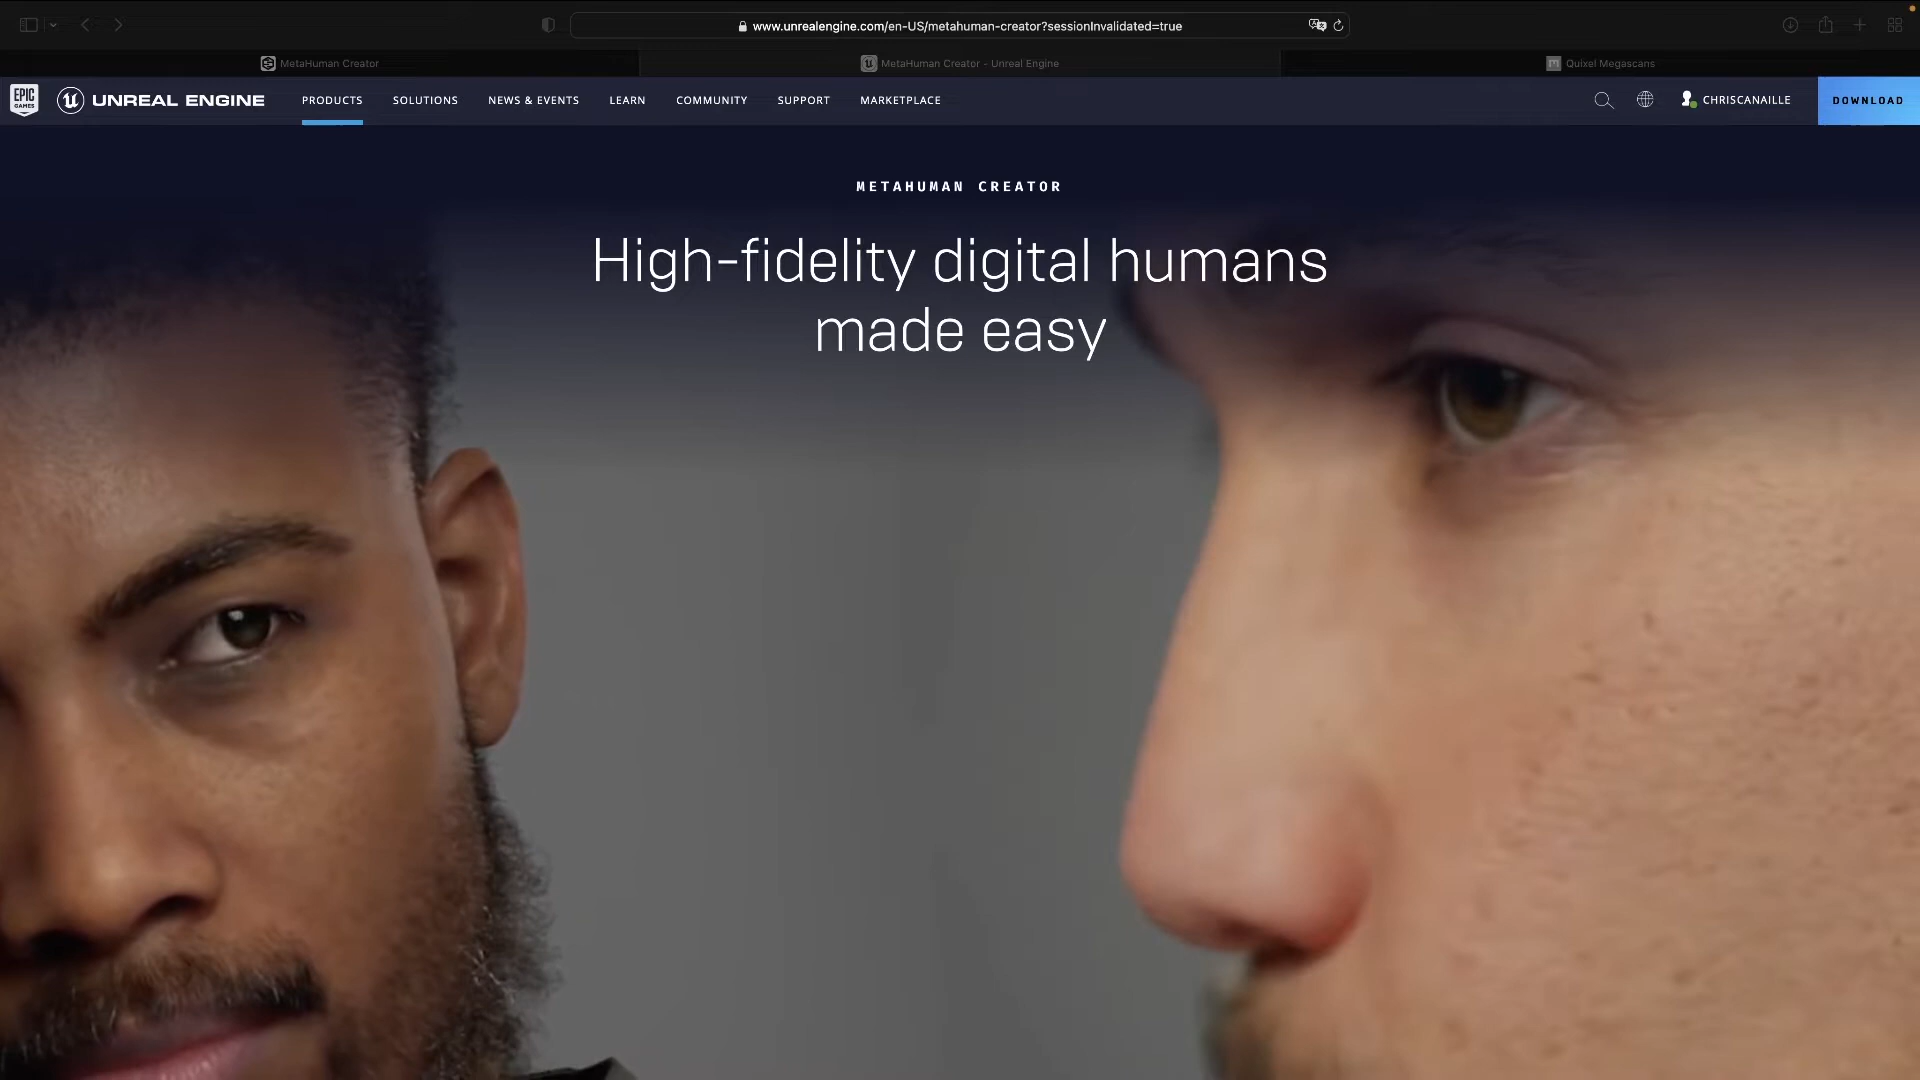 www.unrealengine.com/en-US/metahuman-creator?sessionInvalidated=true
MetaHuman Creator
MetaHuman Creator - Unreal Engine
Quixel Megascans
EPIC GAMES
UNREAL ENGINE
PRODUCTS
SOLUTIONS
NEWS & EVENTS
LEARN
COMMUNITY
SUPPORT
MARKETPLACE
CHRISCANAILLE
DOWNLOAD
METAHUMAN CREATOR
High-fidelity digital humans
made easy